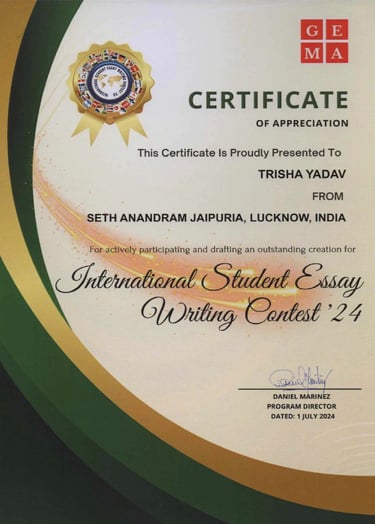 G E
M A
CERTIFICATE
OF APPRECIATION
This Certificate Is Proudly Presented To
TRISHA YADAV
FROM
SETH ANANDRAM JAIPURIA, LUCKNOW, INDIA
For actively participating and drafting an outstanding creation for
International Student Essay
Writing Contest '24
DANIEL MARINEZ
PROGRAM DIRECTOR
DATED: 1 JULY 2024